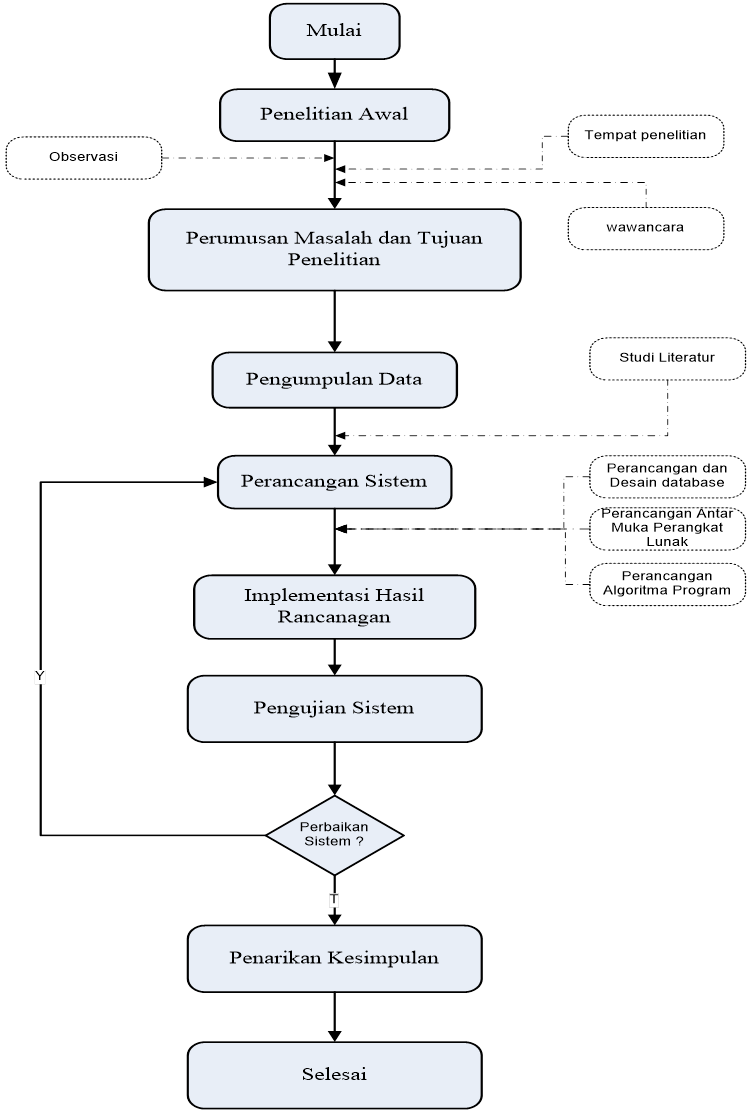 Mulai
Penelitian Awal
Observasi
Tempat penelitian
wawancara
Perumusan Masalah dan Tujuan
Penelitian
Pengumpulan Data
Studi Literatur
Perancangan Sistem
Perancangan dan
Desain database
Perancangan Antar
Muka Perangkat
Lunak
Perancangan
Algoritma Program
Implementasi Hasil
Rancanagan
Y
Pengujian Sistem
Perbaikan
Sistem ?
T
Penarikan Kesimpulan
Selesai